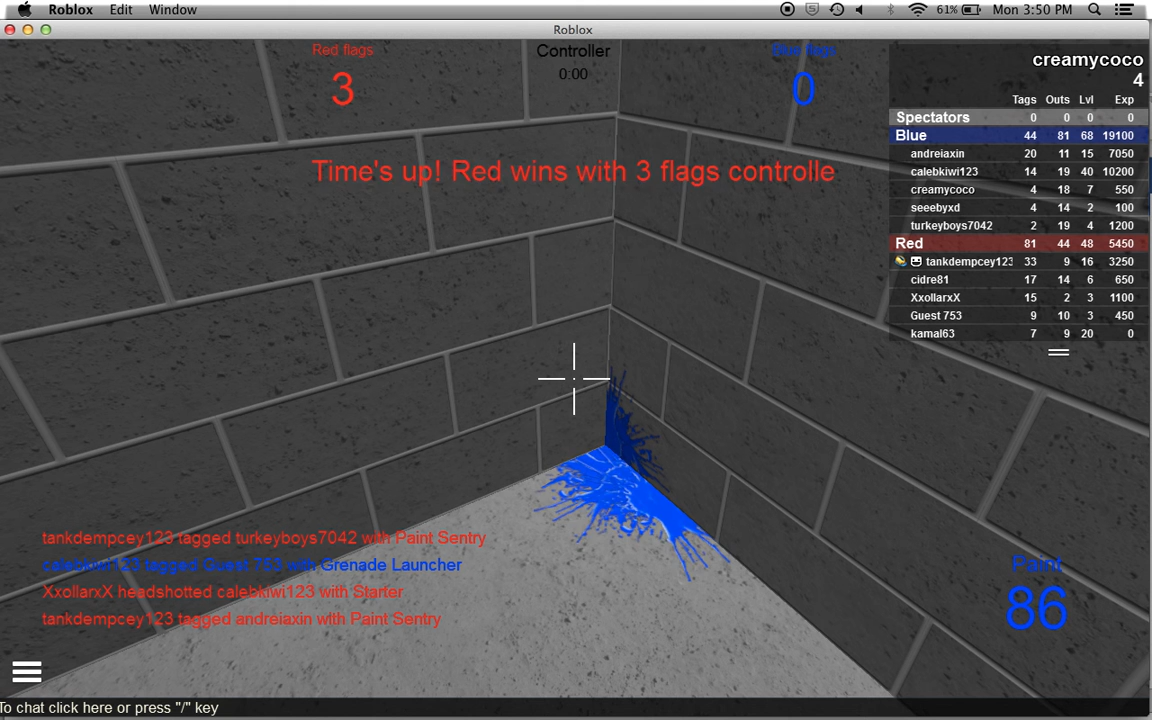 Roblox Edit Window 61% Mon 3:50 PM
Roblox
Red flags Controller Blue flags
3 0:00 0
creamycoco
4
Tags Outs Lvl Exp
Spectators 0 0 0 0
Blue 44 81 68 19100
andreiaxin 20 11 15 7050
calebkiwi123 14 19 40 10200
creamycoco 4 18 7 550
seeebyxd 4 14 2 100
turkeyboys7042 2 19 4 1200
Red 81 44 48 5450
tankdempcey123 33 9 16 3250
cidre81 17 14 6 650
XxollarxX 15 2 3 1100
Guest 753 9 10 3 450
kamal63 7 9 20 0
Time's up! Red wins with 3 flags controlle
tankdempcey123 tagged turkeyboys7042 with Paint Sentry
calebkiwi123 tagged Guest 753 with Grenade Launcher
XxollarxX headshotted calebkiwi123 with Starter
tankdempcey123 tagged andreiaxin with Paint Sentry
Paint
86
To chat click here or press "/" key